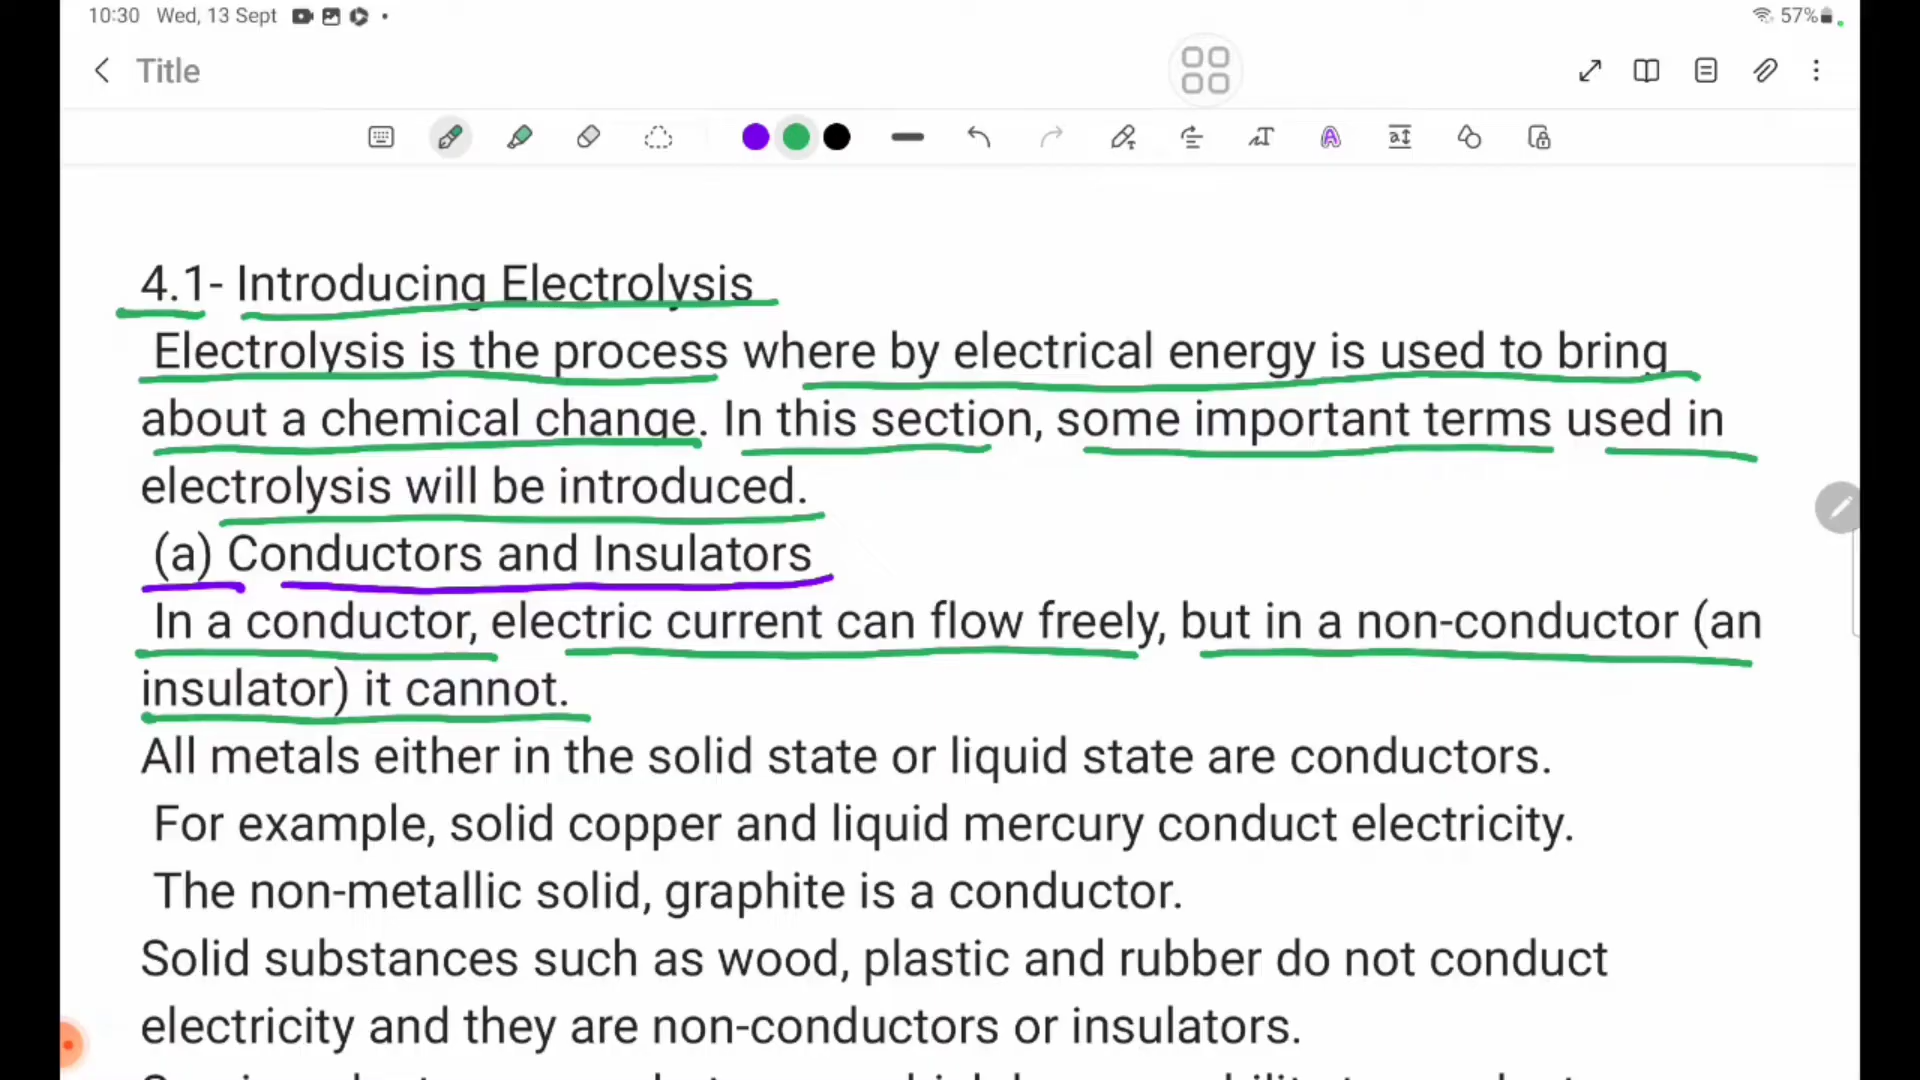 10:30 Wed, 13 Sept
57%
Title
4.1- Introducing Electrolysis
Electrolysis is the process where by electrical energy is used to bring
about a chemical change. In this section, some important terms used in
electrolysis will be introduced.
(a) Conductors and Insulators
In a conductor, electric current can flow freely, but in a non-conductor (an
insulator) it cannot.
All metals either in the solid state or liquid state are conductors.
For example, solid copper and liquid mercury conduct electricity.
The non-metallic solid, graphite is a conductor.
Solid substances such as wood, plastic and rubber do not conduct
electricity and they are non-conductors or insulators.